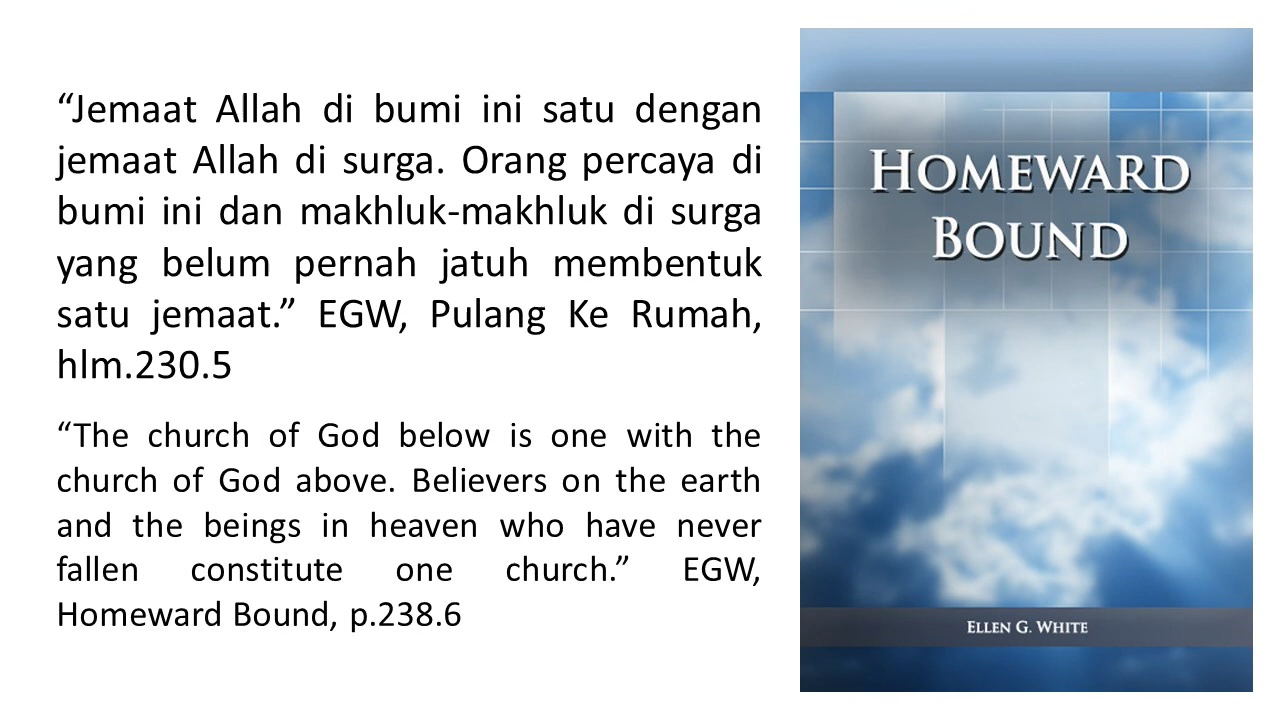 “Jemaat Allah di bumi ini satu dengan
jemaat Allah di surga. Orang percaya di
bumi ini dan makhluk-makhluk di surga
yang belum pernah jatuh membentuk
satu jemaat.” EGW, Pulang Ke Rumah,
hlm.230.5
“The church of God below is one with the
church of God above. Believers on the earth
and the beings in heaven who have never
fallen constitute one church.” EGW,
Homeward Bound, p.238.6
HOMEWARD
BOUND
ELLEN G. WHITE